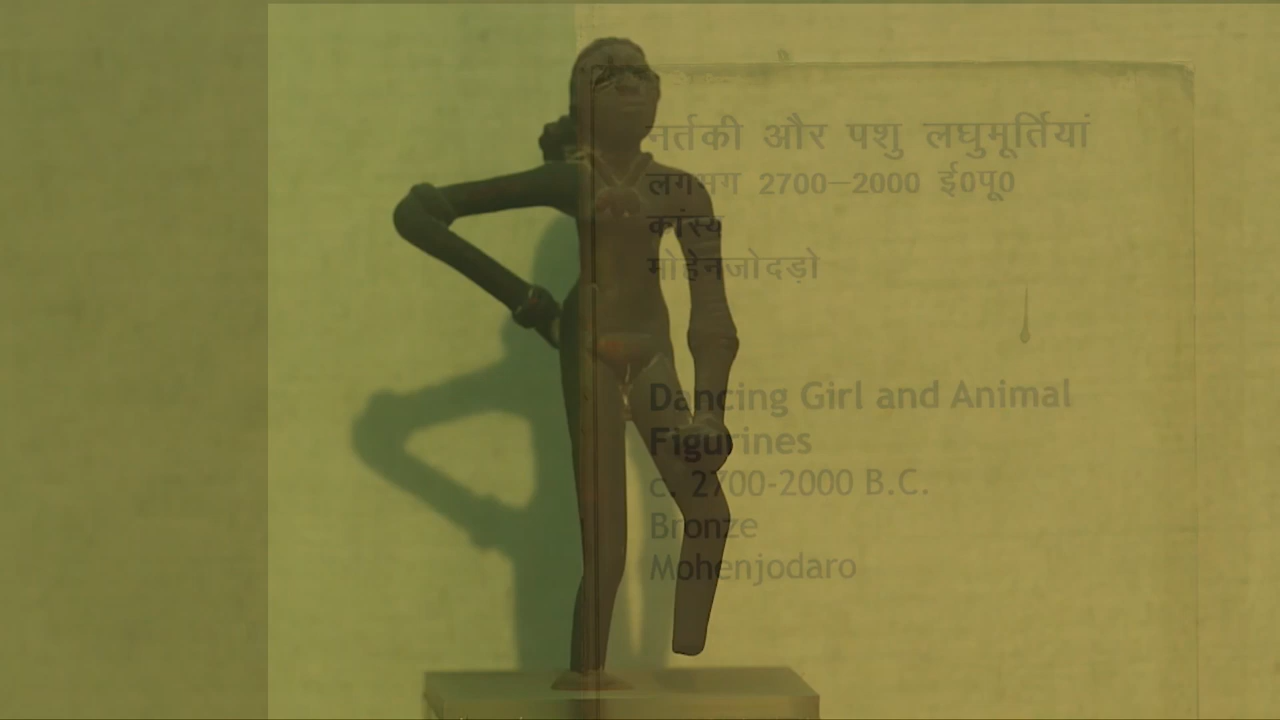 नर्तकी और पशु लघुमूर्तियां
लगभग 2700–2000 ई0पू0
कांस्य
मोहेनजोदड़ो
Dancing Girl and Animal
Figurines
c. 2700-2000 B.C.
Bronze
Mohenjodaro